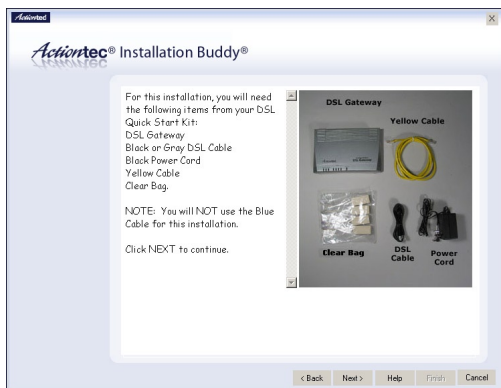 Actiontec
Actiontec® Installation Buddy®
For this installation, you will need
the following items from your DSL
Quick Start Kit:
DSL Gateway
Black or Gray DSL Cable
Black Power Cord
Yellow Cable
Clear Bag.
NOTE: You will NOT use the Blue
Cable for this installation.
Click NEXT to continue.
DSL Gateway
Yellow Cable
Clear Bag
DSL
Cable
Power
Cord
< Back
Next >
Help
Finish
Cancel